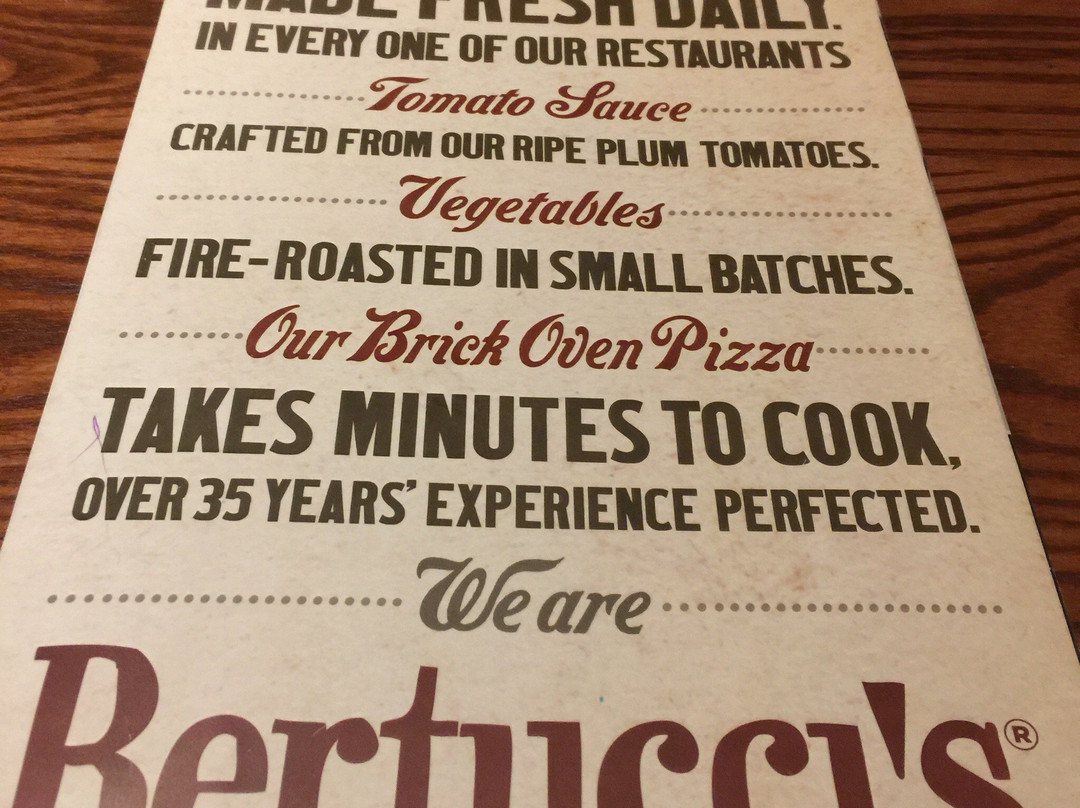 MADE FRESH DAILY.
IN EVERY ONE OF OUR RESTAURANTS
Tomato Sauce
CRAFTED FROM OUR RIPE PLUM TOMATOES.
Vegetables
FIRE-ROASTED IN SMALL BATCHES.
Our Brick Oven Pizza
TAKES MINUTES TO COOK,
OVER 35 YEARS' EXPERIENCE PERFECTED.
We are
Bertucci's®